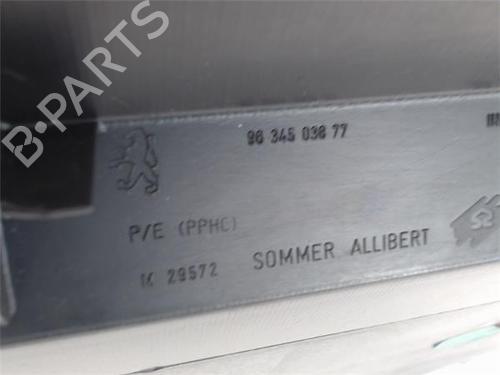 96 345 038 77
P/E (PPHC)
M 29572 SOMMER ALLIBERT
B-PARTS